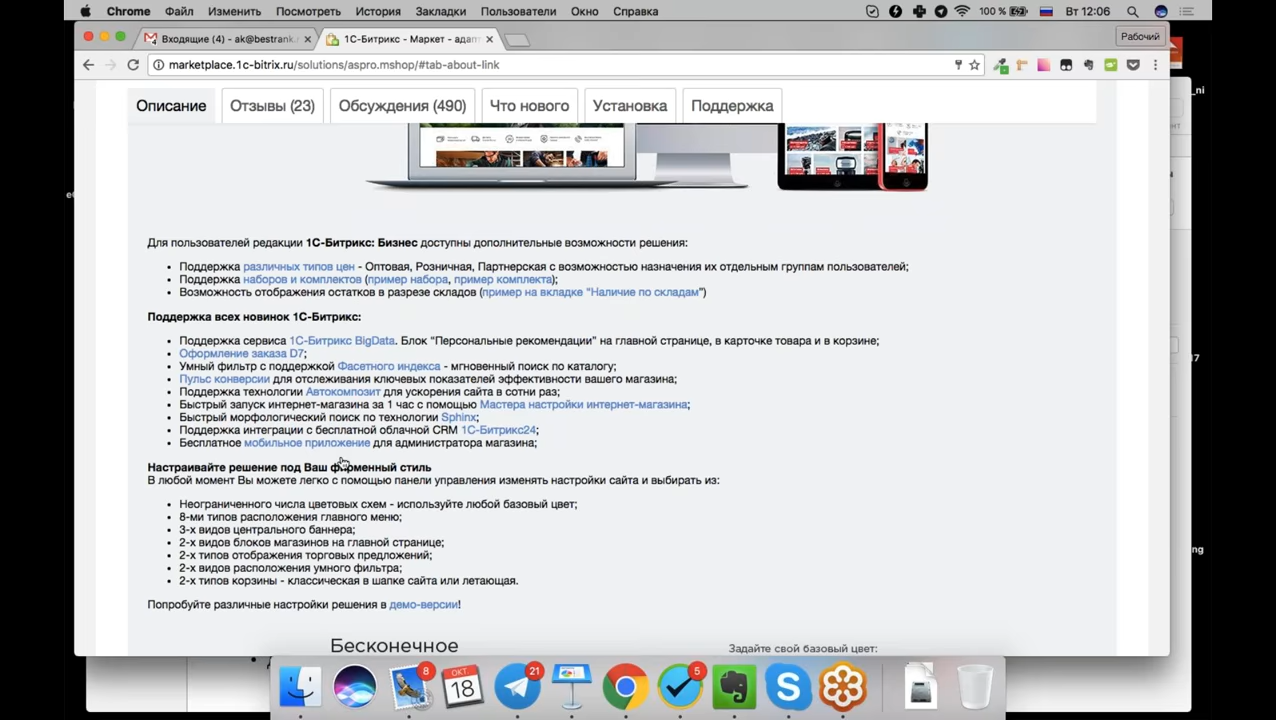 Chrome Файл Изменить Посмотреть История Закладки Пользователи Окно Справка 100 % Вт 12:06
Входящие (4) - ak@bestrank. 1С-Битрикс - Маркет - адап Рабочий
marketplace.1c-bitrix.ru/solutions/aspro.mshop/#tab-about-link
Описание Отзывы (23) Обсуждения (490) Что нового Установка Поддержка
Для пользователей редакции 1С-Битрикс: Бизнес доступны дополнительные возможности решения:
• Поддержка различных типов цен - Оптовая, Розничная, Партнерская с возможностью назначения их отдельным группам пользователей;
• Поддержка наборов и комплектов (пример набора, пример комплекта);
• Возможность отображения остатков в разрезе складов (пример на вкладке “Наличие по складам”)
Поддержка всех новинок 1С-Битрикс:
• Поддержка сервиса 1С-Битрикс BigData. Блок “Персональные рекомендации” на главной странице, в карточке товара и в корзине;
• Оформление заказа D7;
• Умный фильтр с поддержкой Фасетного индекса - мгновенный поиск по каталогу;
• Пульс конверсии для отслеживания ключевых показателей эффективности вашего магазина;
• Поддержка технологии Автокомпозит для ускорения сайта в сотни раз;
• Быстрый запуск интернет-магазина за 1 час с помощью Мастера настройки интернет-магазина;
• Быстрый морфологический поиск по технологии Sphinx;
• Поддержка интеграции с бесплатной облачной CRM 1С-Битрикс24;
• Бесплатное мобильное приложение для администратора магазина;
Настраивайте решение под Ваш фирменный стиль
В любой момент Вы можете легко с помощью панели управления изменять настройки сайта и выбирать из:
• Неограниченного числа цветовых схем - используйте любой базовый цвет;
• 8-ми типов расположения главного меню;
• 3-х видов центрального баннера;
• 2-х видов блоков магазинов на главной странице;
• 2-х типов отображения торговых предложений;
• 2-х видов расположения умного фильтра;
• 2-х типов корзины - классическая в шапке сайта или летающая.
Попробуйте различные настройки решения в демо-версии!
Бесконечное Задайте свой базовый цвет:
8 ОКТ. 18 21 5
_ni
17
ng